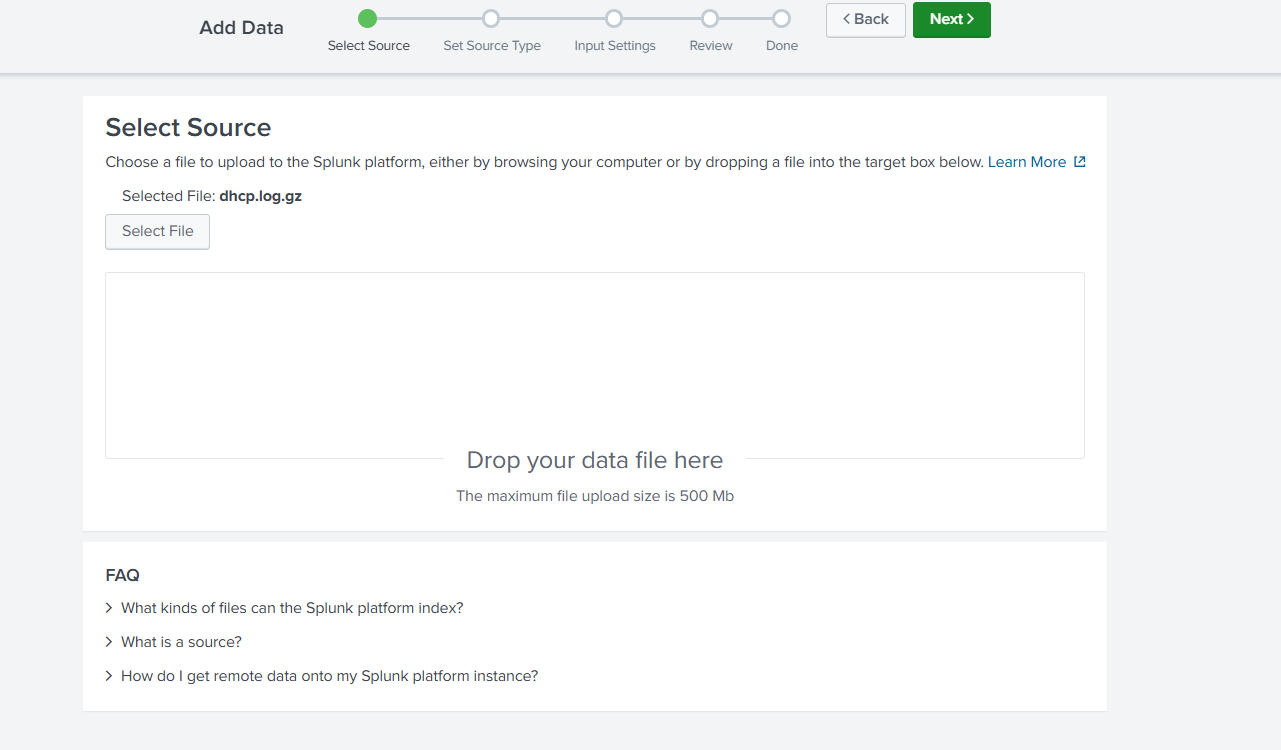 Add Data
Select Source
Set Source Type
Input Settings
Review
Done
Back
Next
Select Source
Choose a file to upload to the Splunk platform, either by browsing your computer or by dropping a file into the target box below. Learn More
Selected File: dhcp.log.gz
Select File
Drop your data file here
The maximum file upload size is 500 Mb
FAQ
What kinds of files can the Splunk platform index?
What is a source?
How do I get remote data onto my Splunk platform instance?